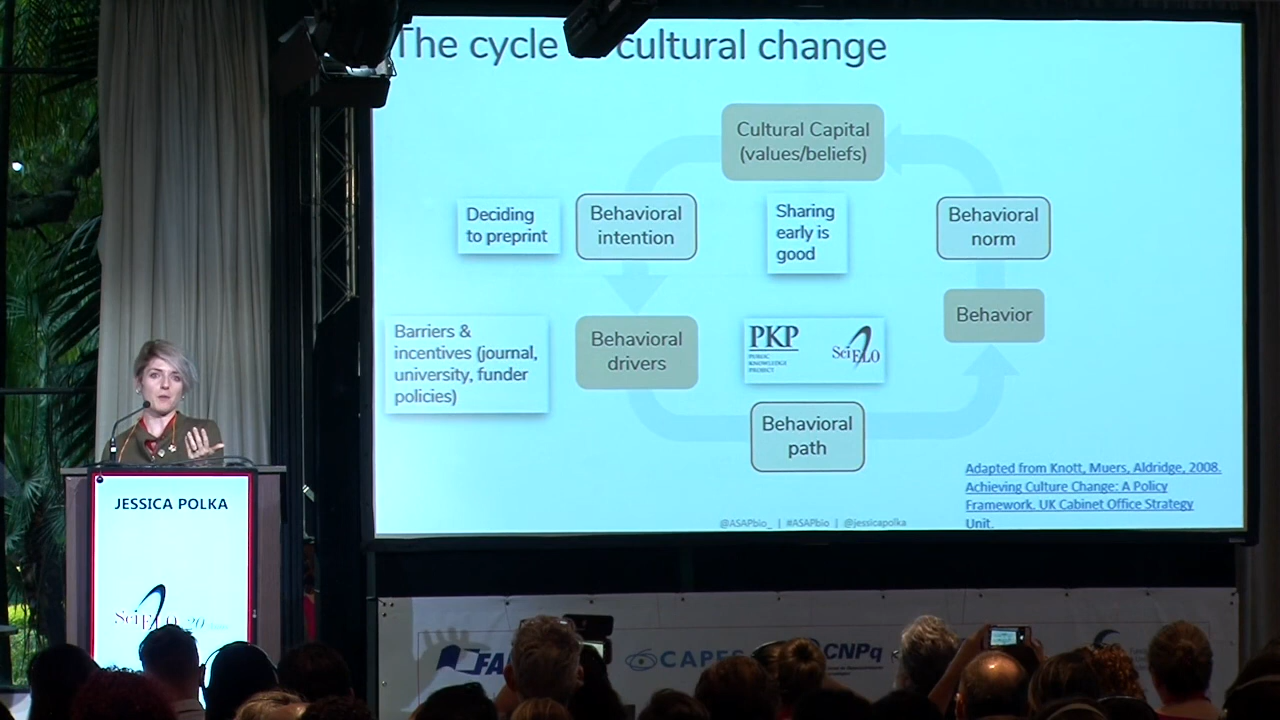 The cycle cultural change
Cultural Capital
(values/beliefs)
Deciding
to preprint
Behavioral
intention
Sharing
early is
good
Behavioral
norm
Barriers &
incentives (journal,
university, funder
policies)
Behavioral
drivers
PKP
PUBLIC
KNOWLEDGE
PROJECT
SciELO
Behavior
Behavioral
path
Adapted from Knott, Muers, Aldridge, 2008.
Achieving Culture Change: A Policy
Framework. UK Cabinet Office Strategy
Unit.
@ASAPbio_ | #ASAPbio | @jessicapolka
JESSICA POLKA
SciELO 20
FA
CAPES
CNPq